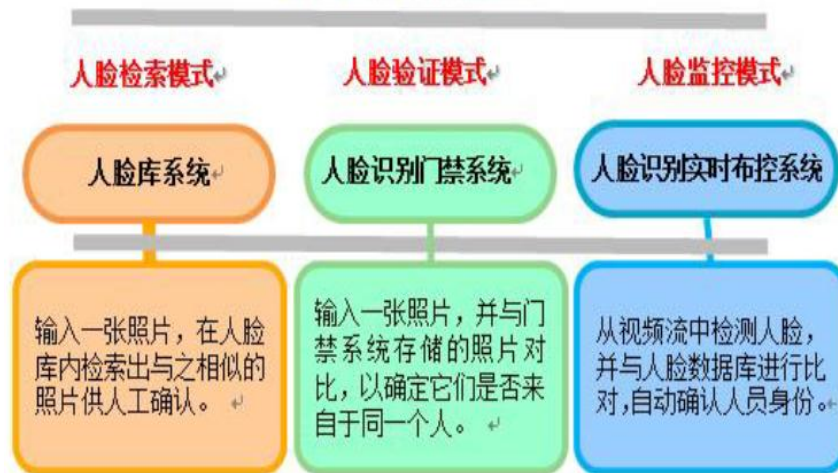 人脸检索模式
人脸验证模式
人脸监控模式
人脸库系统
人脸识别门禁系统
人脸识别实时布控系统
输入一张照片，在人脸
库内检索出与之相似的
照片供人工确认。
输入一张照片，并与门
禁系统存储的照片对
比，以确定它们是否来
自于同一个人。
从视频流中检测人脸，
并与人脸数据库进行比
对，自动确认人员身份。